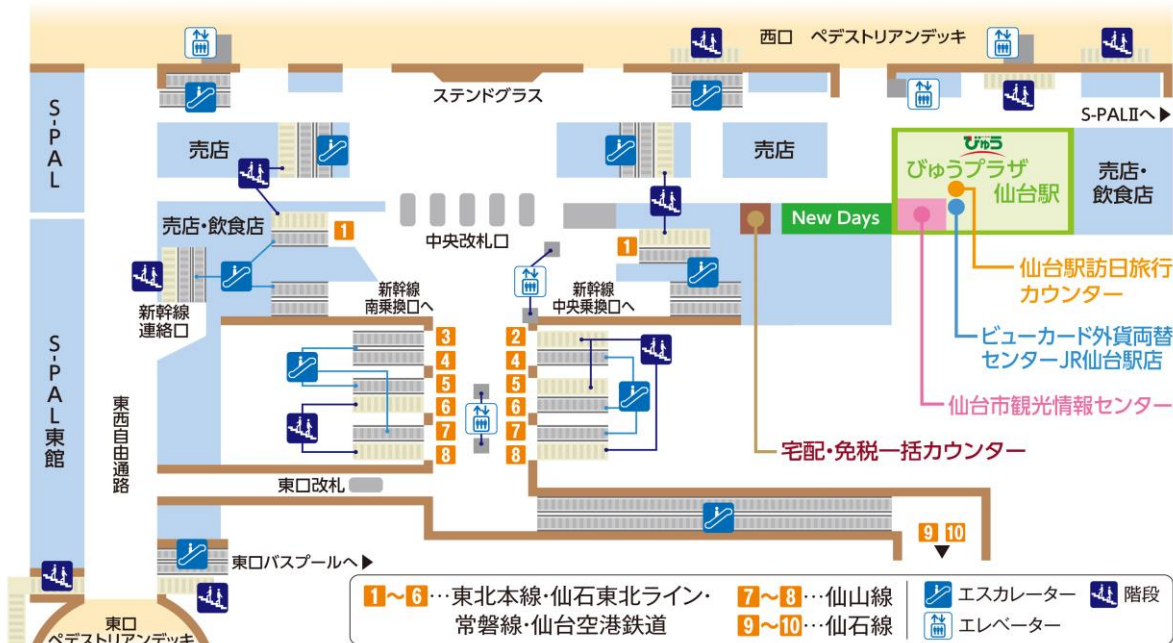 西口 ペデストリアンデッキ
ステンドグラス
S-PALⅡへ▶
S-PAL
売店
売店
びゅう
びゅうプラザ
仙台駅
売店・
飲食店
売店・飲食店
1
中央改札口
1
New Days
新幹線
連絡口
新幹線
南乗換口へ
新幹線
中央乗換口へ
仙台駅訪日旅行
カウンター
ビューカード外貨両替
センターJR仙台駅店
仙台市観光情報センター
宅配・免税一括カウンター
3
4
5
6
7
8
2
4
5
6
7
8
S-PAL東館
東西自由通路
東口改札
9 10
▼
東口バスプールへ▶
東口
ペデストリアンデッキ
1～6…東北本線・仙石東北ライン・
常磐線・仙台空港鉄道
7～8…仙山線
9～10…仙石線
エスカレーター
階段
エレベーター